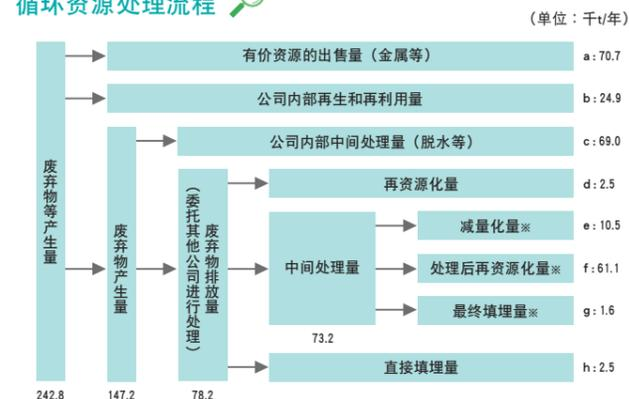 循环资源处理流程
（单位：千t/年）
有价资源的出售量（金属等）
a：70.7
公司内部再生和再利用量
b：24.9
公司内部中间处理量（脱水等）
c：69.0
再资源化量
d：2.5
减量化量※
e：10.5
中间处理量
处理后再资源化量※
f：61.1
最终填埋量※
g：1.6
73.2
直接填埋量
h：2.5
废弃物等产生量
废弃物产生量
废弃物排放量
（委托其他公司进行处理）
242.8
147.2
78.2